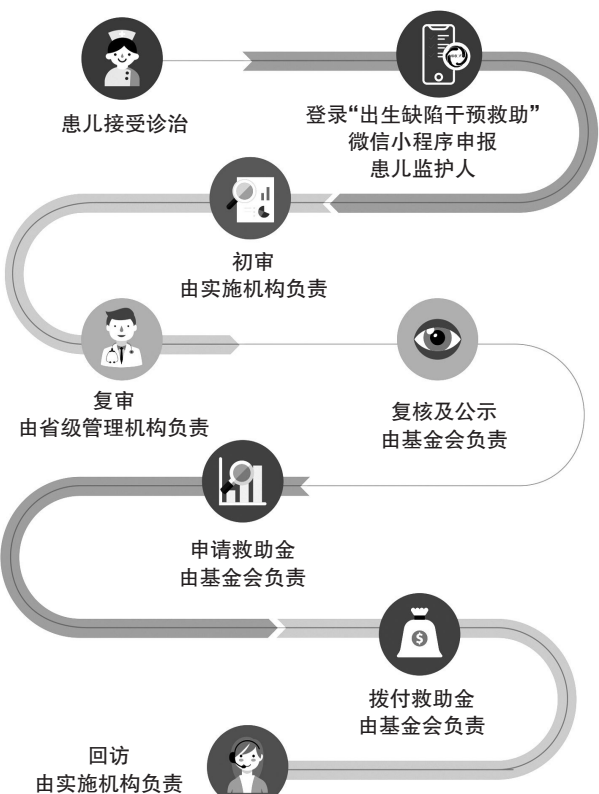 患儿接受诊治
登录“出生缺陷干预救助”
微信小程序申报
患儿监护人
初审
由实施机构负责
复审
由省级管理机构负责
复核及公示
由基金会负责
申请救助金
由基金会负责
$
拨付救助金
由基金会负责
回访
由实施机构负责